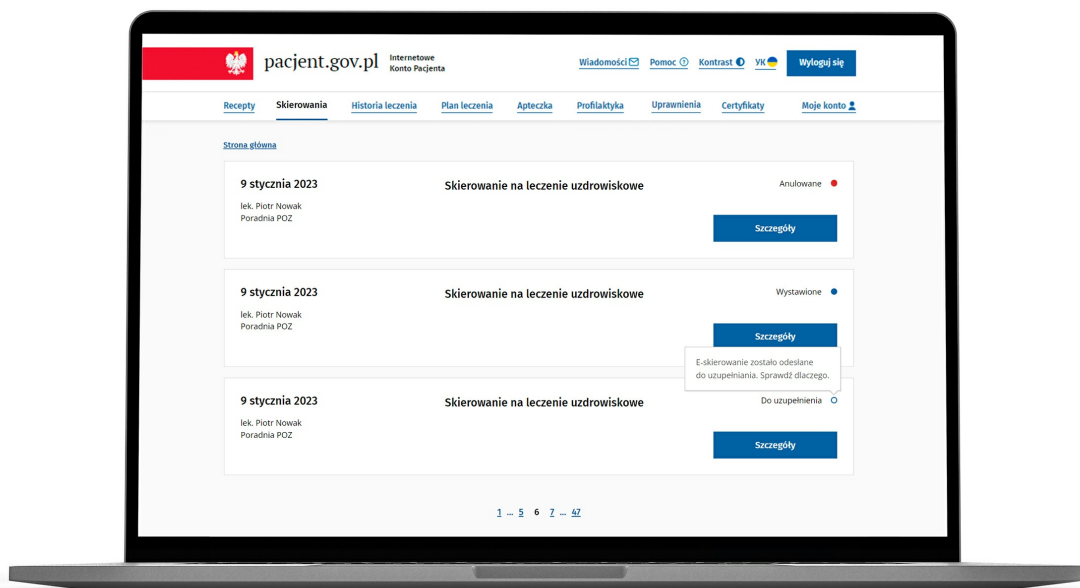 pacjent.gov.pl
Internetowe
Konto Pacjenta
Wiadomości Pomoc Kontrast УК Wyloguj się
Recepty Skierowania Historia leczenia Plan leczenia Apteczka Profilaktyka Uprawnienia Certyfikaty Moje konto
Strona główna
9 stycznia 2023 Skierowanie na leczenie uzdrowiskowe Anulowane
lek. Piotr Nowak
Poradnia POZ
Szczegóły
9 stycznia 2023 Skierowanie na leczenie uzdrowiskowe Wystawione
lek. Piotr Nowak
Poradnia POZ
Szczegóły
E-skierowanie zostało odesłane
do uzupełniania. Sprawdź dlaczego.
9 stycznia 2023 Skierowanie na leczenie uzdrowiskowe Do uzupełnienia
lek. Piotr Nowak
Poradnia POZ
Szczegóły
1 ... 5 6 7 ... 47